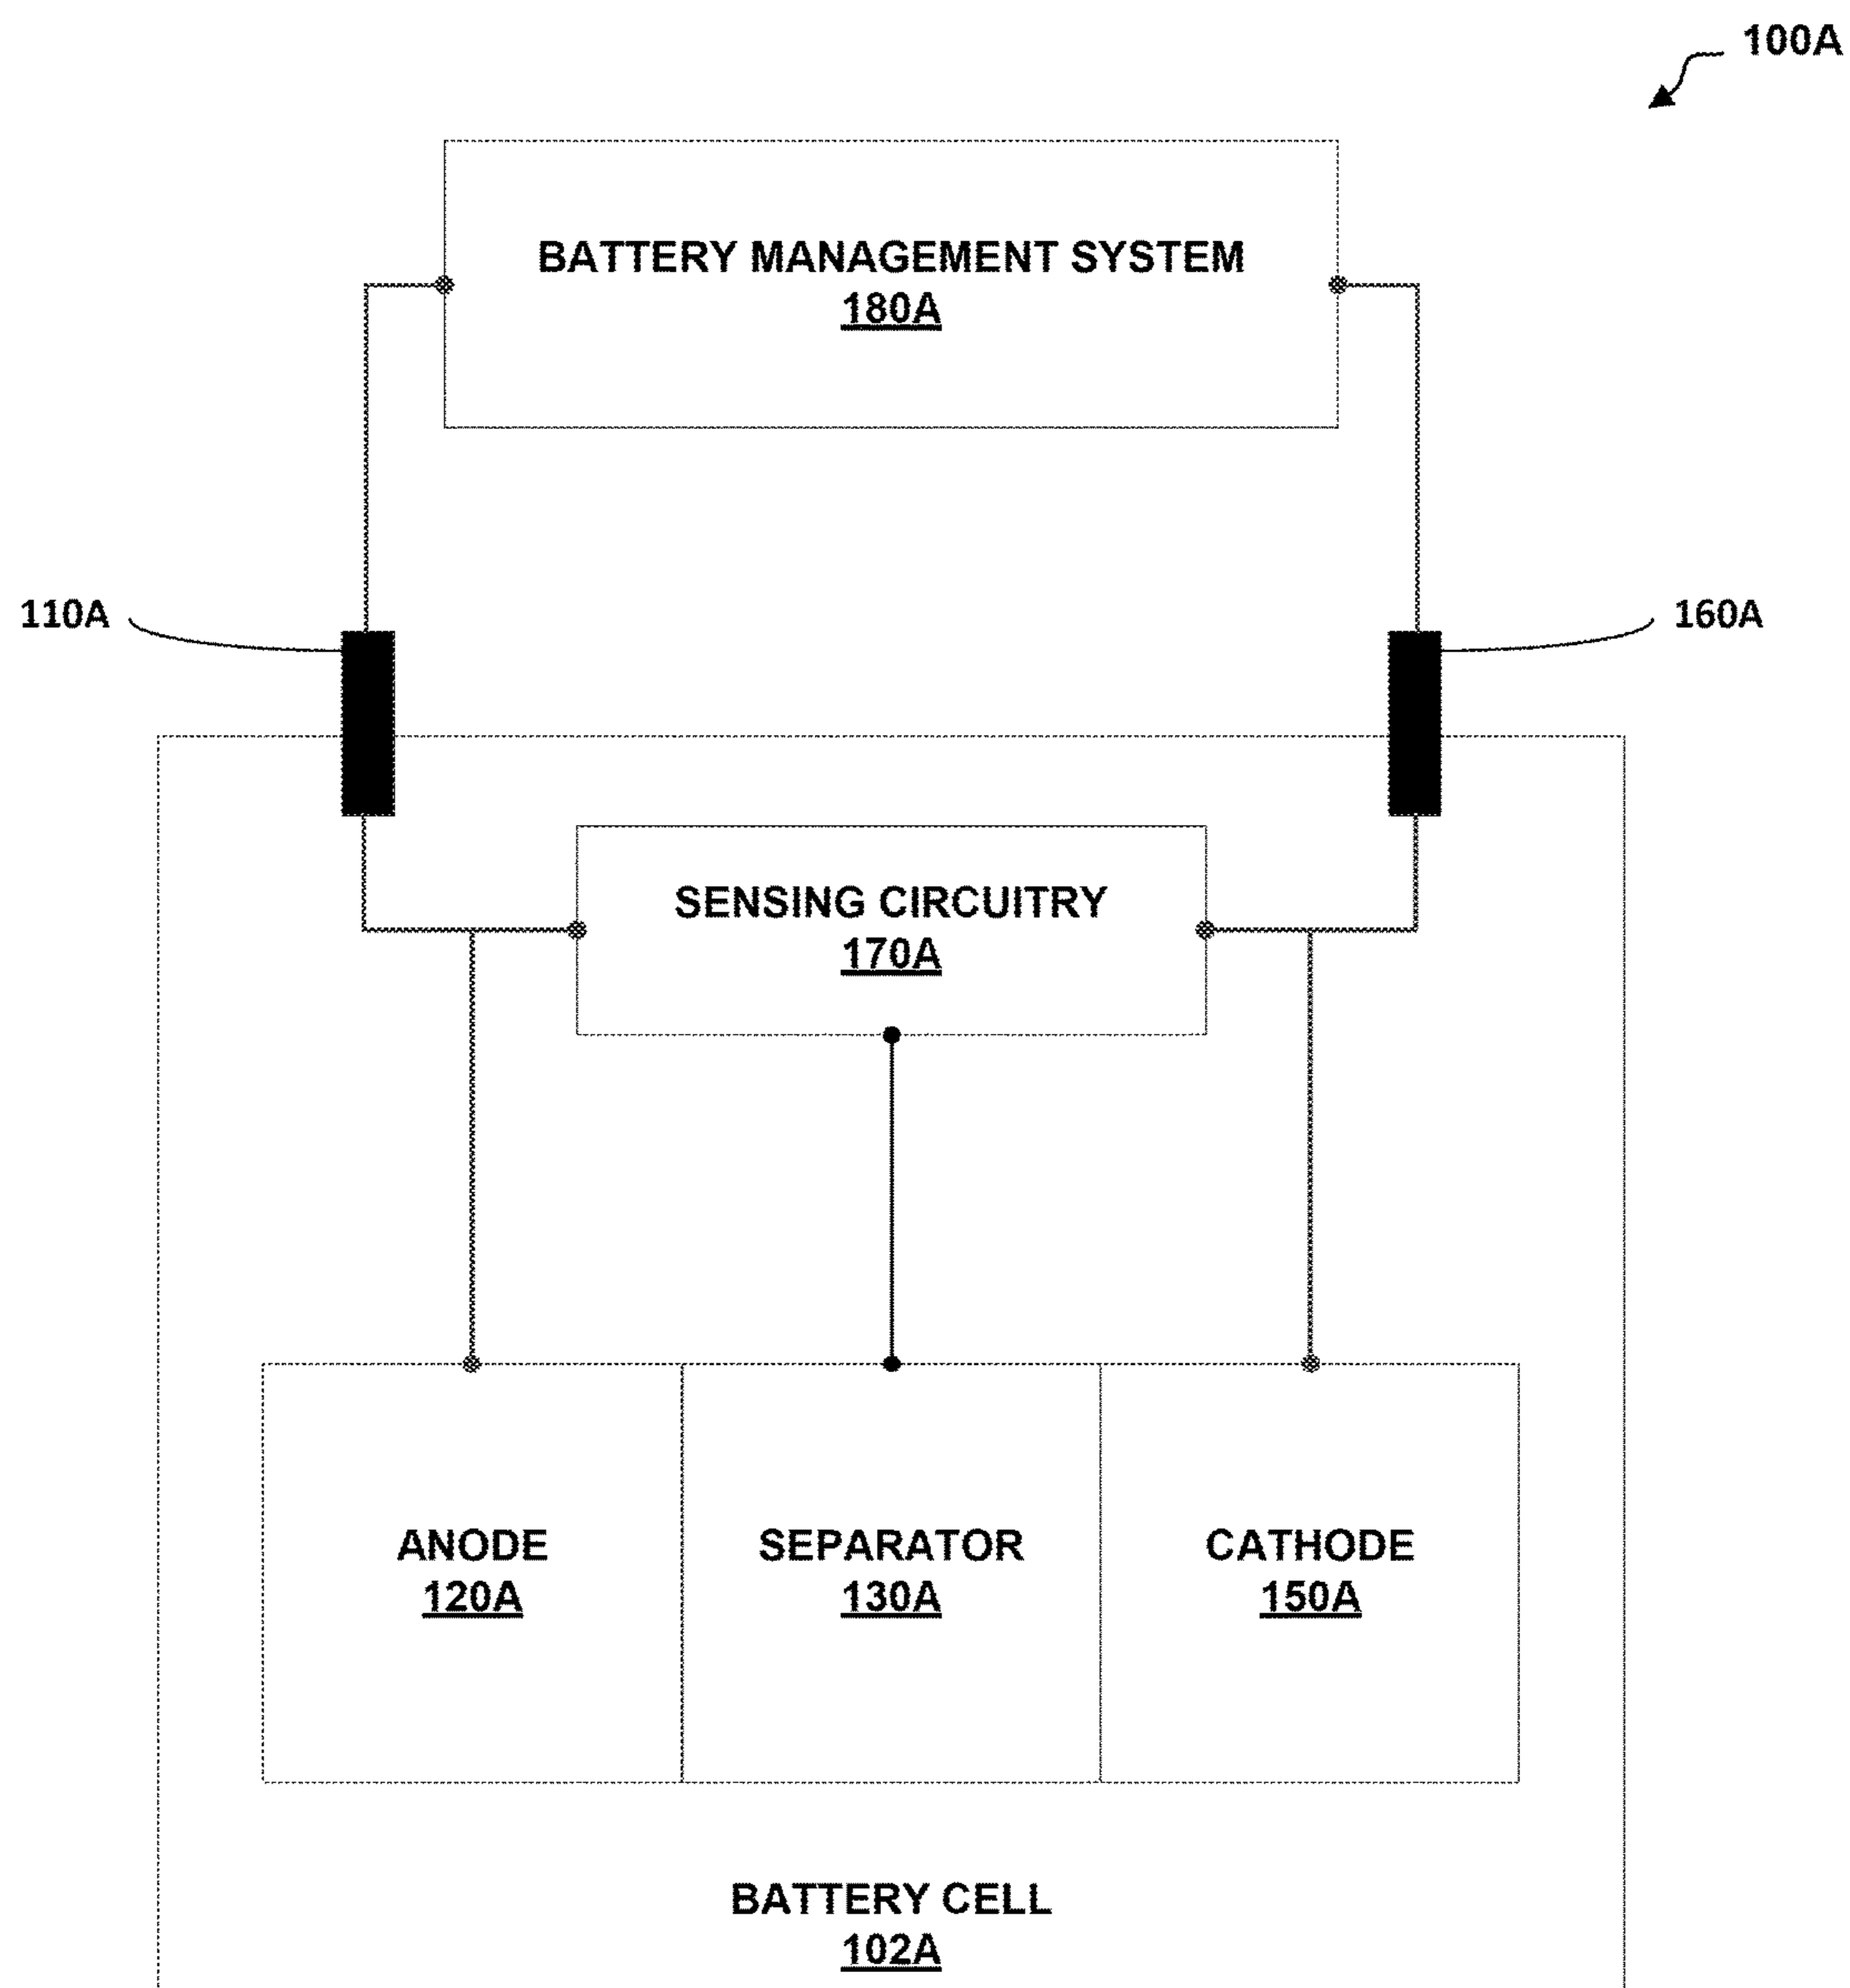 100A
BATTERY MANAGEMENT SYSTEM
180A
110A
160A
SENSING CIRCUITRY
170A
ANODE
120A
SEPARATOR
130A
CATHODE
150A
BATTERY CELL
102A